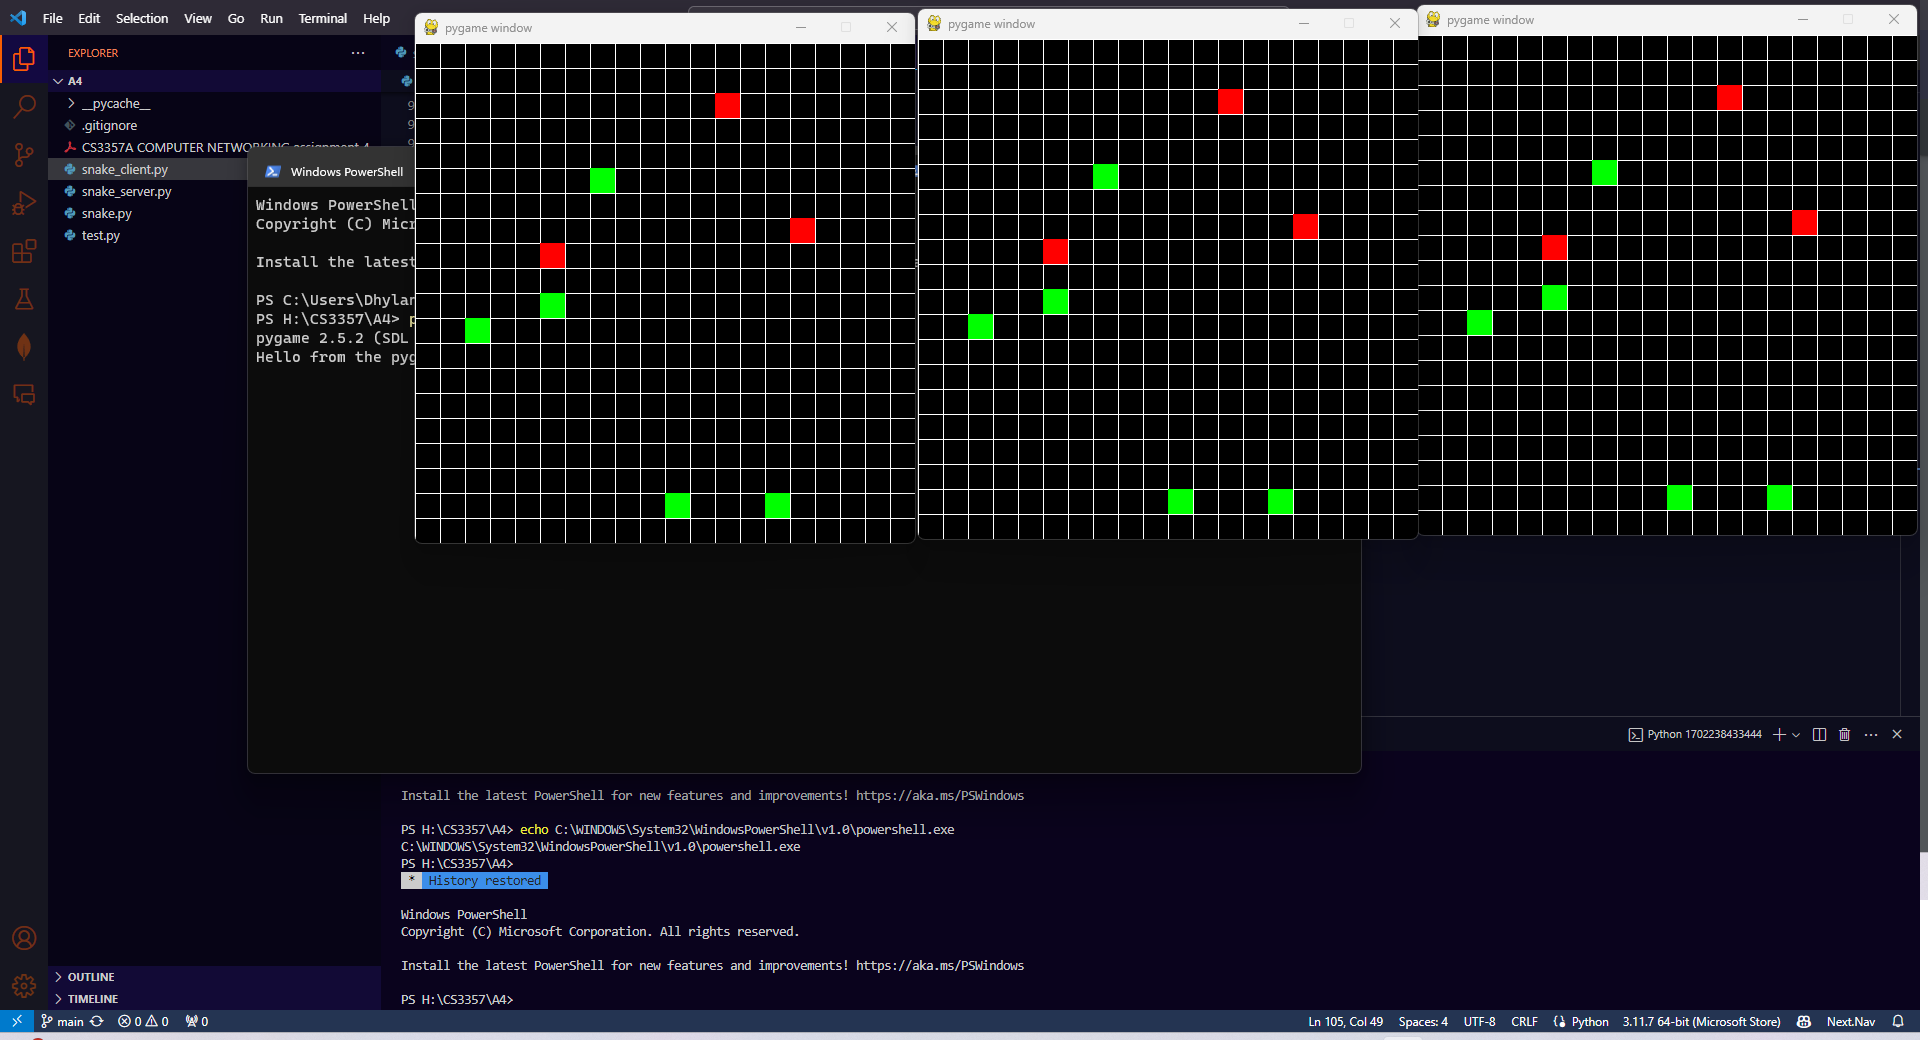 File Edit Selection View Go Run Terminal Help
EXPLORER
A4
__pycache__
.gitignore
CS3357A COMPUTER NETWORKING assignment 4
snake_client.py
snake_server.py
snake.py
test.py
OUTLINE
TIMELINE
Windows PowerShell
Windows PowerShell
Copyright (C) Micr
Install the latest
PS C:\Users\Dhylan
PS H:\CS3357\A4> p
pygame 2.5.2 (SDL
Hello from the pyg
pygame window
pygame window
pygame window
Python 1702238433444
Install the latest PowerShell for new features and improvements! https://aka.ms/PSWindows
PS H:\CS3357\A4> echo C:\WINDOWS\System32\WindowsPowerShell\v1.0\powershell.exe
C:\WINDOWS\System32\WindowsPowerShell\v1.0\powershell.exe
PS H:\CS3357\A4>
* History restored
Windows PowerShell
Copyright (C) Microsoft Corporation. All rights reserved.
Install the latest PowerShell for new features and improvements! https://aka.ms/PSWindows
PS H:\CS3357\A4>
main 0 0 0 Ln 105, Col 49 Spaces: 4 UTF-8 CRLF Python 3.11.7 64-bit (Microsoft Store) Next.Nav